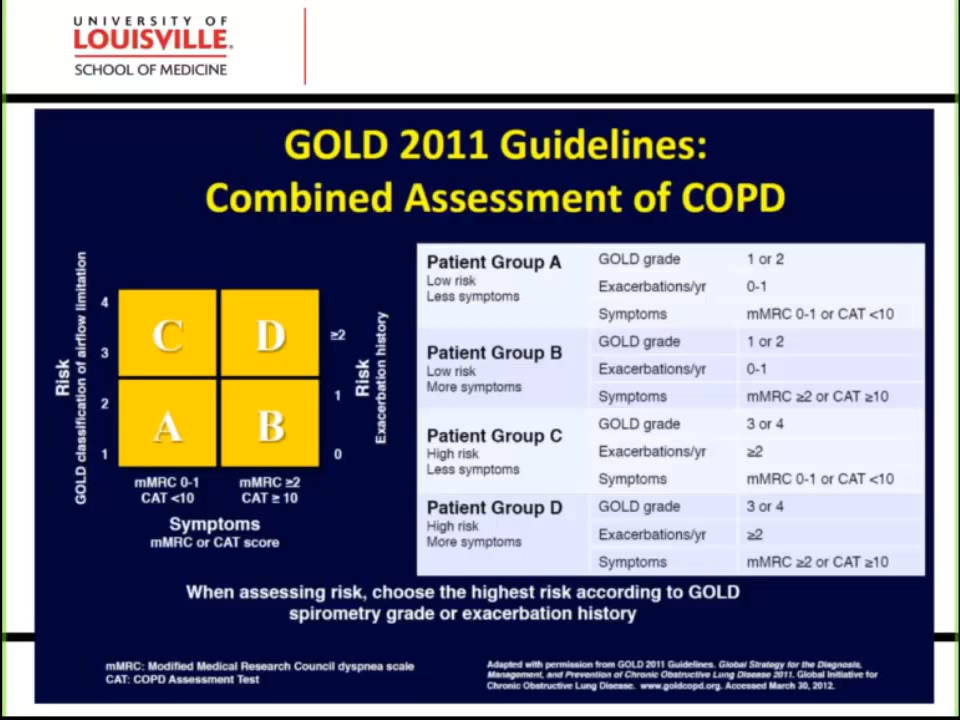 UNIVERSITY OF
LOUISVILLE.
SCHOOL OF MEDICINE
GOLD 2011 Guidelines:
Combined Assessment of COPD
Risk
GOLD classification of airflow limitation
4
3
2
1
C
D
A
B
≥2
1
0
Risk
Exacerbation history
mMRC 0-1
CAT <10
mMRC ≥2
CAT ≥ 10
Symptoms
mMRC or CAT score
Patient Group A
Low risk
Less symptoms
GOLD grade 1 or 2
Exacerbations/yr 0-1
Symptoms mMRC 0-1 or CAT <10
Patient Group B
Low risk
More symptoms
GOLD grade 1 or 2
Exacerbations/yr 0-1
Symptoms mMRC ≥2 or CAT ≥10
Patient Group C
High risk
Less symptoms
GOLD grade 3 or 4
Exacerbations/yr ≥2
Symptoms mMRC 0-1 or CAT <10
Patient Group D
High risk
More symptoms
GOLD grade 3 or 4
Exacerbations/yr ≥2
Symptoms mMRC ≥2 or CAT ≥10
When assessing risk, choose the highest risk according to GOLD
spirometry grade or exacerbation history
mMRC: Modified Medical Research Council dyspnea scale
CAT: COPD Assessment Test
Adapted with permission from GOLD 2011 Guidelines. Global Strategy for the Diagnosis,
Management, and Prevention of Chronic Obstructive Lung Disease 2011. Global Initiative for
Chronic Obstructive Lung Disease. www.goldcopd.org. Accessed March 30, 2012.